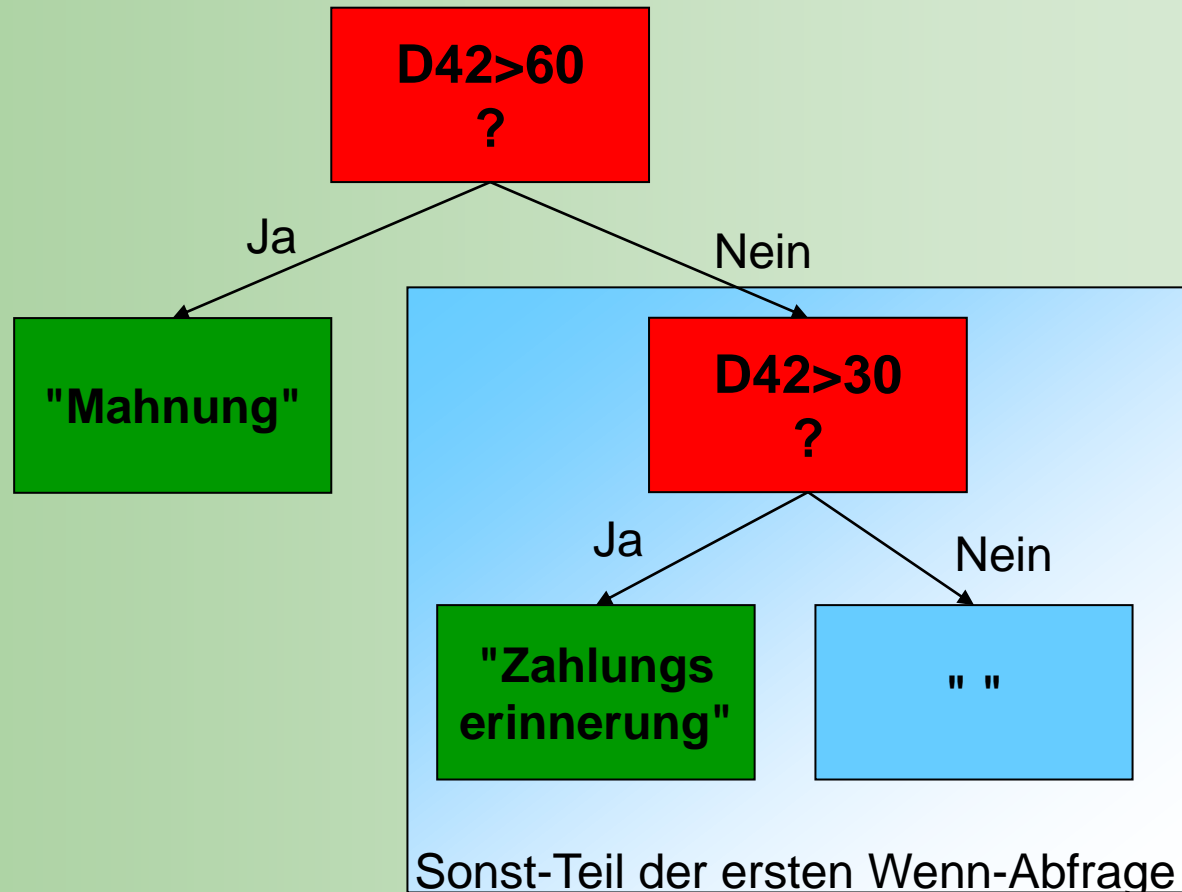 D42>60
?
Ja
Nein
"Mahnung"
D42>30
?
Ja
Nein
"Zahlungs
erinnerung"
" "
Sonst-Teil der ersten Wenn-Abfrage